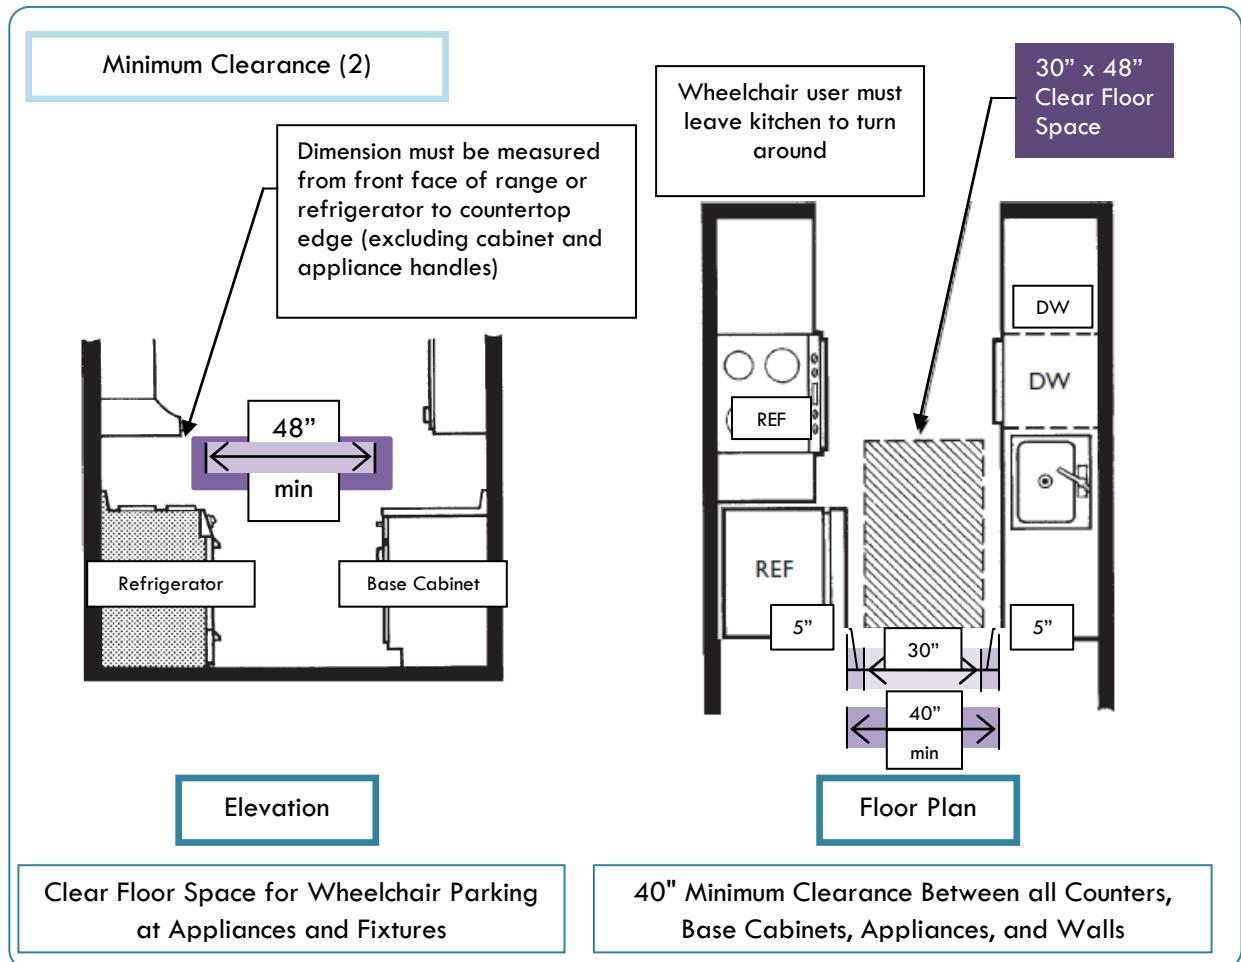 Minimum Clearance (2)
Dimension must be measured
from front face of range or
refrigerator to countertop
edge (excluding cabinet and
appliance handles)
48”
min
Refrigerator
Base Cabinet
Elevation
Clear Floor Space for Wheelchair Parking
at Appliances and Fixtures
Wheelchair user must
leave kitchen to turn
around
30” x 48”
Clear Floor
Space
DW
DW
REF
REF
5”
5”
30”
40”
min
Floor Plan
40" Minimum Clearance Between all Counters,
Base Cabinets, Appliances, and Walls